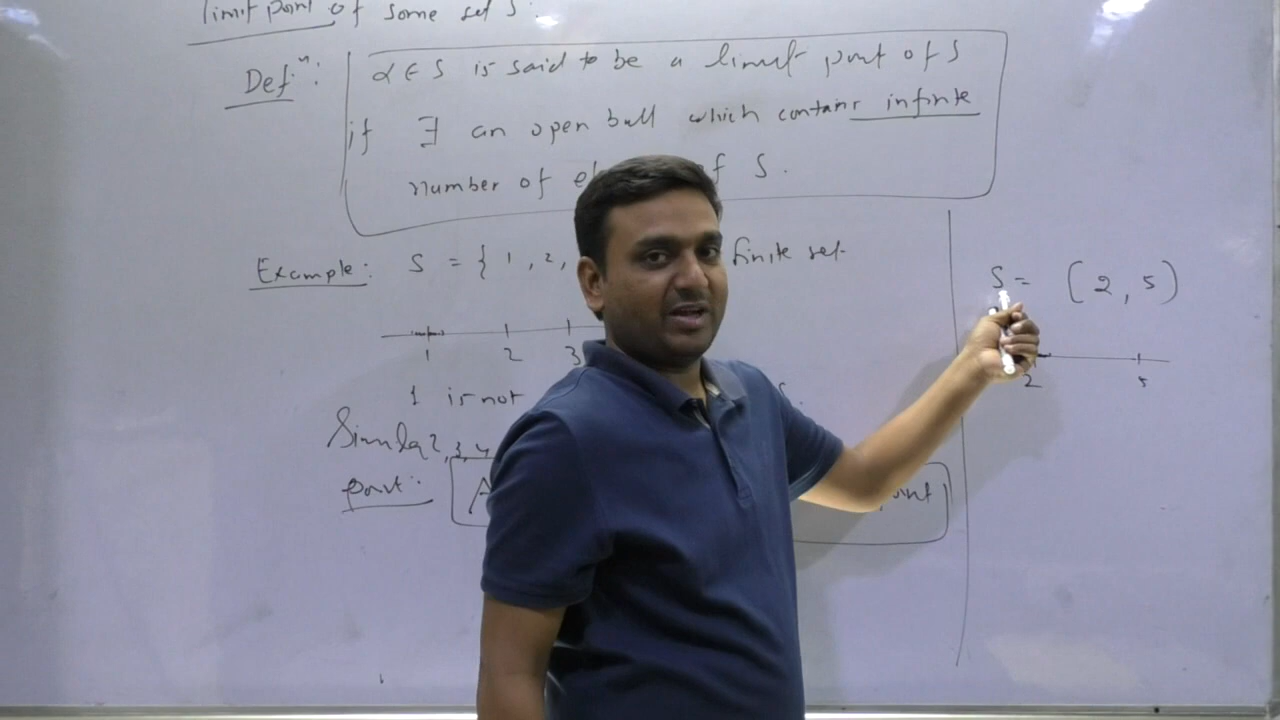 limit point of some set S.
Defⁿ: α ∈ S is said to be a limit point of S
if ∃ an open ball which contains infinite
number of of S.
Example: S = { 1, 2, finite set
1 2 3
1 is not
2, 3, 4
point:
S = (2, 5)
2 5